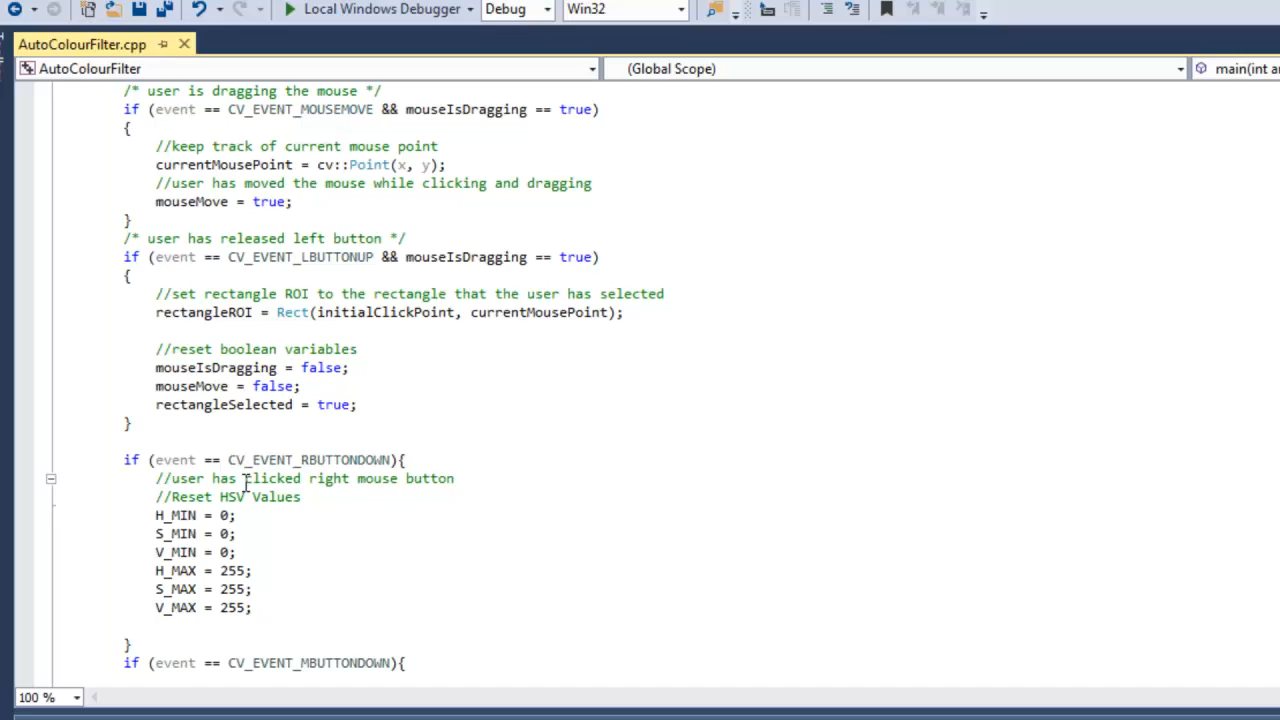 Local Windows Debugger Debug Win32
AutoColourFilter.cpp
AutoColourFilter (Global Scope) main(int
/* user is dragging the mouse */
if (event == CV_EVENT_MOUSEMOVE && mouseIsDragging == true)
{
//keep track of current mouse point
currentMousePoint = cv::Point(x, y);
//user has moved the mouse while clicking and dragging
mouseMove = true;
}
/* user has released left button */
if (event == CV_EVENT_LBUTTONUP && mouseIsDragging == true)
{
//set rectangle ROI to the rectangle that the user has selected
rectangleROI = Rect(initialClickPoint, currentMousePoint);
//reset boolean variables
mouseIsDragging = false;
mouseMove = false;
rectangleSelected = true;
}
if (event == CV_EVENT_RBUTTONDOWN){
//user has clicked right mouse button
//Reset HSV Values
H_MIN = 0;
S_MIN = 0;
V_MIN = 0;
H_MAX = 255;
S_MAX = 255;
V_MAX = 255;
}
if (event == CV_EVENT_MBUTTONDOWN){
100 %